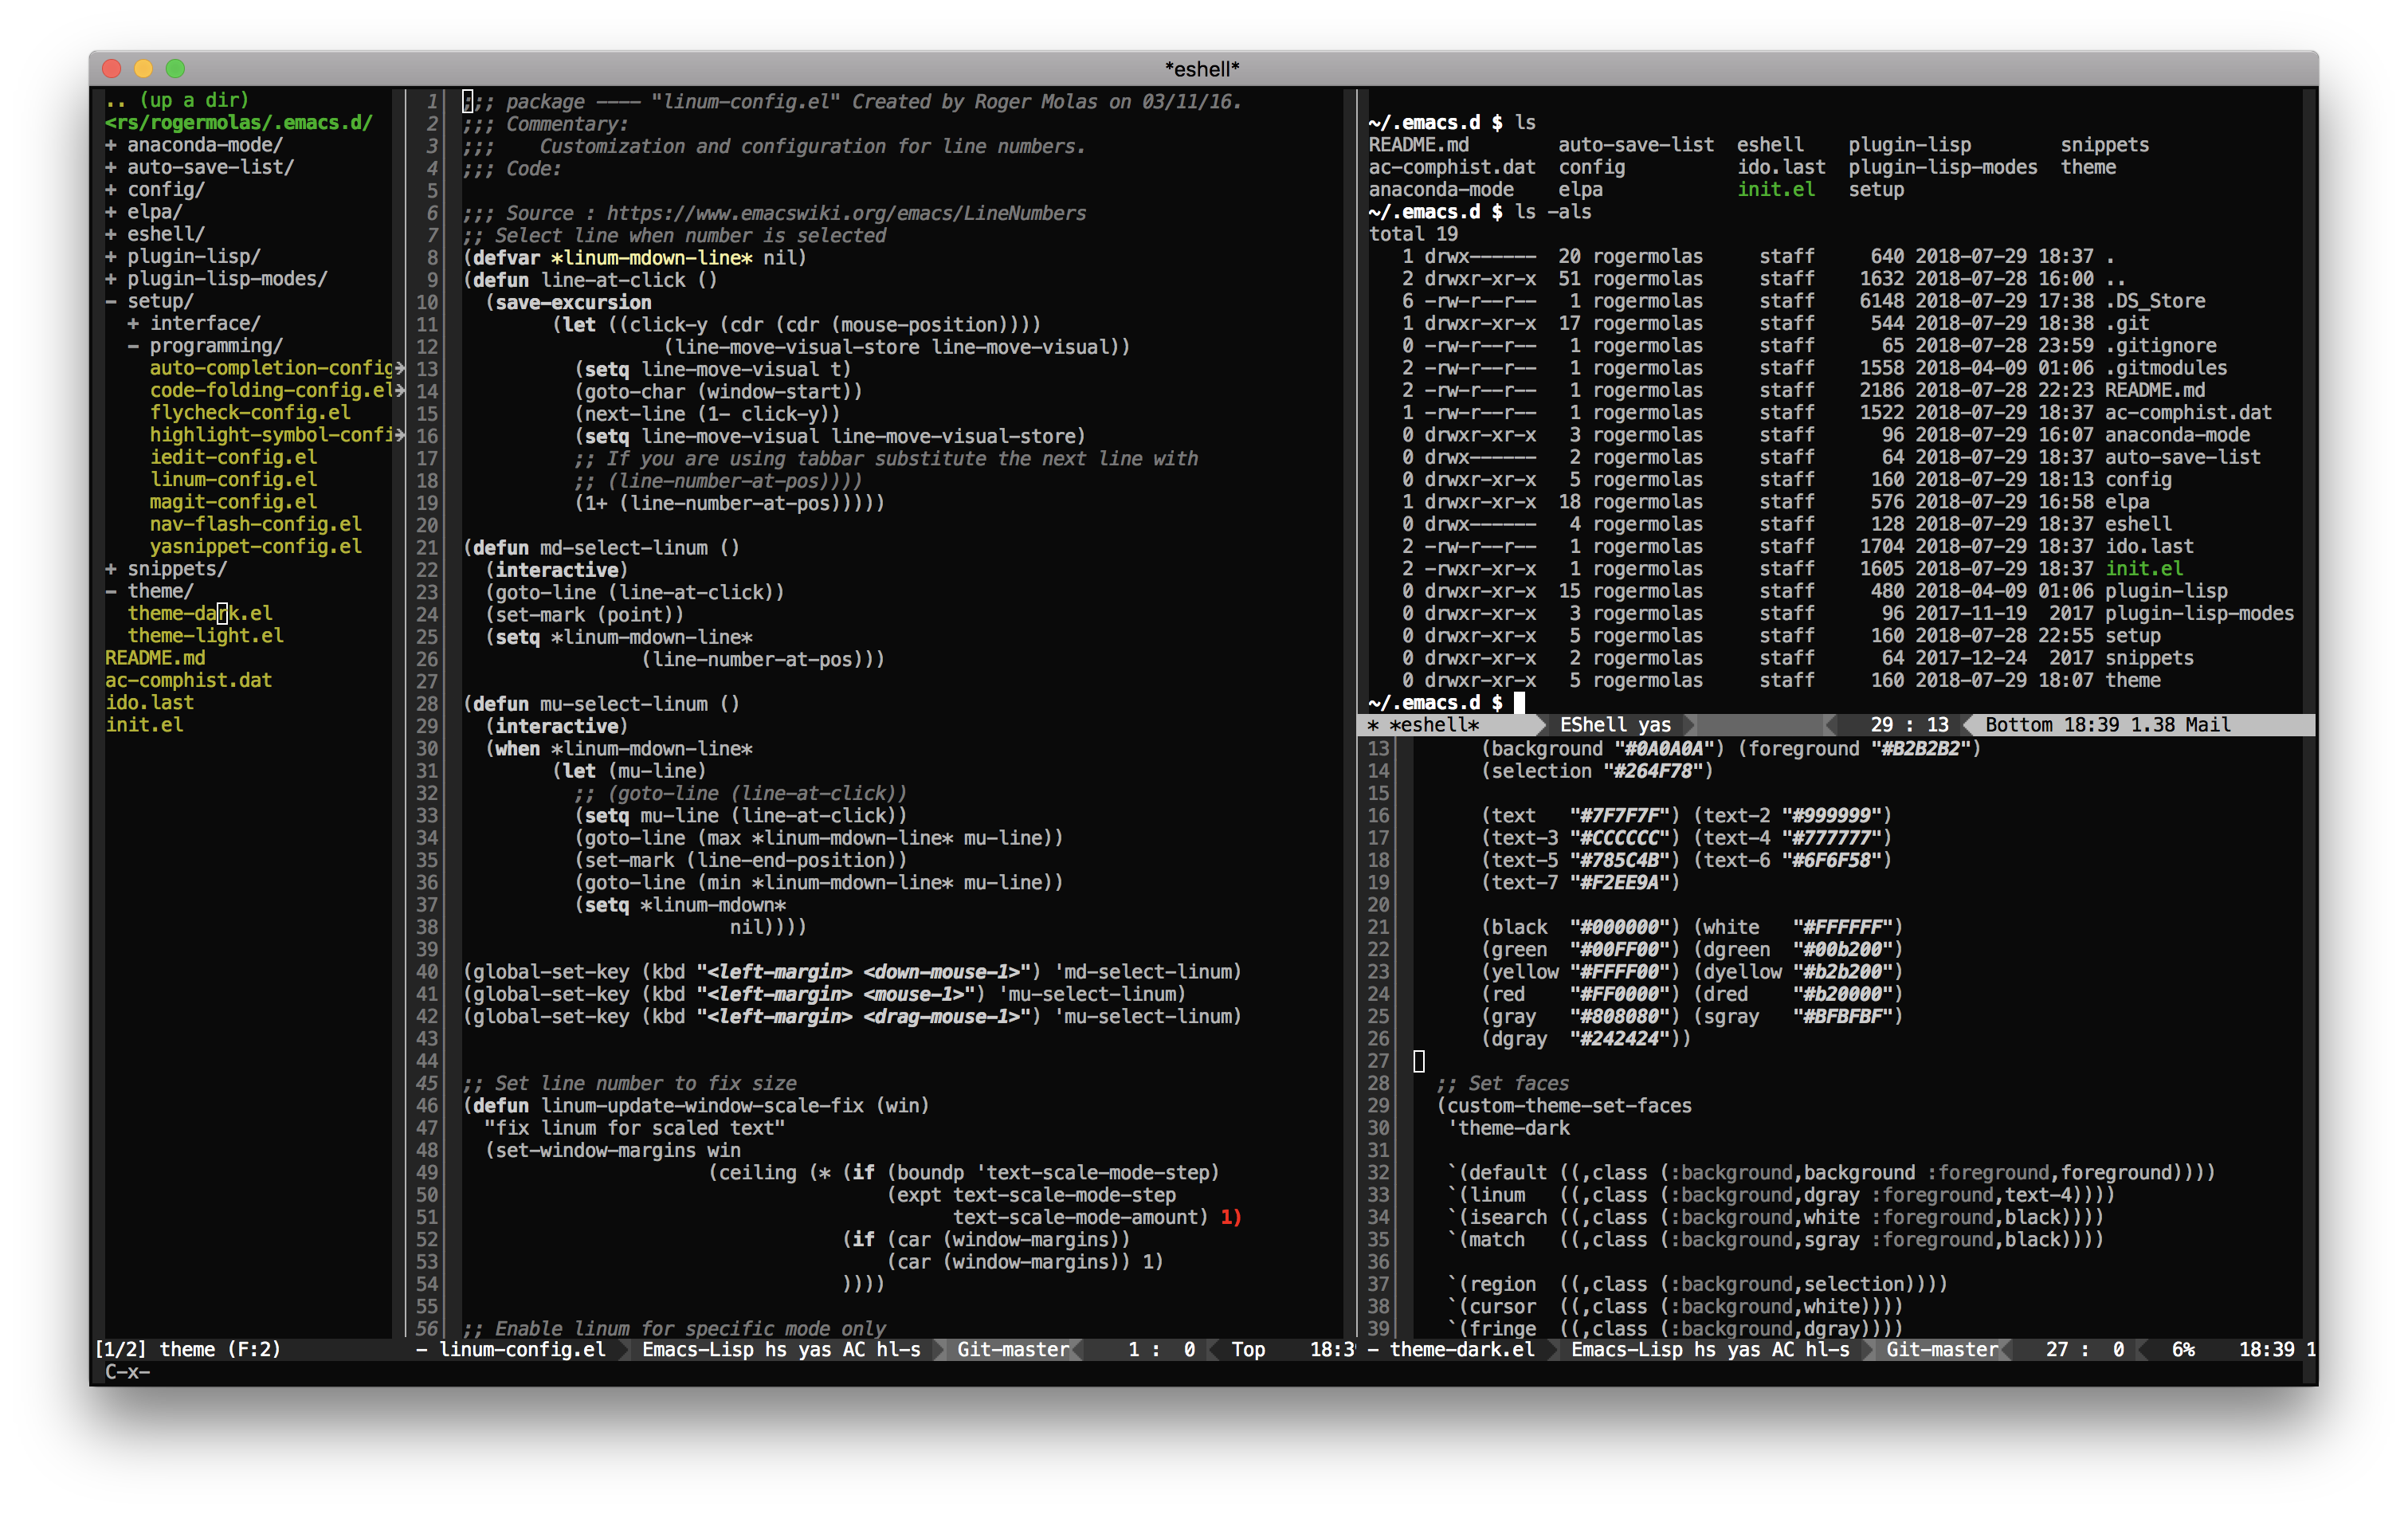 *eshell*
.. (up a dir)
<rs/rogermolas/.emacs.d/
+ anaconda-mode/
+ auto-save-list/
+ config/
+ elpa/
+ eshell/
+ plugin-lisp/
+ plugin-lisp-modes/
- setup/
+ interface/
- programming/
auto-completion-config
code-folding-config.el
flycheck-config.el
highlight-symbol-confi
iedit-config.el
linum-config.el
magit-config.el
nav-flash-config.el
yasnippet-config.el
+ snippets/
- theme/
theme-dark.el
theme-light.el
README.md
ac-comphist.dat
ido.last
init.el
[1/2] theme (F:2)
1 ;;; package ---- "linum-config.el" Created by Roger Molas on 03/11/16.
2 ;;; Commentary:
3 ;;;    Customization and configuration for line numbers.
4 ;;; Code:
5
6 ;;; Source : https://www.emacswiki.org/emacs/LineNumbers
7 ;; Select line when number is selected
8 (defvar *linum-mdown-line* nil)
9 (defun line-at-click ()
10   (save-excursion
11         (let ((click-y (cdr (cdr (mouse-position))))
12                   (line-move-visual-store line-move-visual))
13           (setq line-move-visual t)
14           (goto-char (window-start))
15           (next-line (1- click-y))
16           (setq line-move-visual line-move-visual-store)
17           ;; If you are using tabbar substitute the next line with
18           ;; (line-number-at-pos))))
19           (1+ (line-number-at-pos)))))
20
21 (defun md-select-linum ()
22   (interactive)
23   (goto-line (line-at-click))
24   (set-mark (point))
25   (setq *linum-mdown-line*
26                 (line-number-at-pos)))
27
28 (defun mu-select-linum ()
29   (interactive)
30   (when *linum-mdown-line*
31         (let (mu-line)
32           ;; (goto-line (line-at-click))
33           (setq mu-line (line-at-click))
34           (goto-line (max *linum-mdown-line* mu-line))
35           (set-mark (line-end-position))
36           (goto-line (min *linum-mdown-line* mu-line))
37           (setq *linum-mdown*
38                         nil))))
39
40 (global-set-key (kbd "<left-margin> <down-mouse-1>") 'md-select-linum)
41 (global-set-key (kbd "<left-margin> <mouse-1>") 'mu-select-linum)
42 (global-set-key (kbd "<left-margin> <drag-mouse-1>") 'mu-select-linum)
43
44
45 ;; Set line number to fix size
46 (defun linum-update-window-scale-fix (win)
47   "fix linum for scaled text"
48   (set-window-margins win
49                       (ceiling (* (if (boundp 'text-scale-mode-step)
50                                       (expt text-scale-mode-step
51                                             text-scale-mode-amount) 1)
52                                   (if (car (window-margins))
53                                       (car (window-margins)) 1)
54                                   ))))
55
56 ;; Enable linum for specific mode only
- linum-config.el Emacs-Lisp hs yas AC hl-s Git-master 1 : 0 Top 18:3
~/.emacs.d $ ls
README.md auto-save-list eshell plugin-lisp snippets
ac-comphist.dat config ido.last plugin-lisp-modes theme
anaconda-mode elpa init.el setup
~/.emacs.d $ ls -als
total 19
1 drwx------ 20 rogermolas staff 640 2018-07-29 18:37 .
2 drwxr-xr-x 51 rogermolas staff 1632 2018-07-28 16:00 ..
6 -rw-r--r-- 1 rogermolas staff 6148 2018-07-29 17:38 .DS_Store
1 drwxr-xr-x 17 rogermolas staff 544 2018-07-29 18:38 .git
0 -rw-r--r-- 1 rogermolas staff 65 2018-07-28 23:59 .gitignore
2 -rw-r--r-- 1 rogermolas staff 1558 2018-04-09 01:06 .gitmodules
2 -rw-r--r-- 1 rogermolas staff 2186 2018-07-28 22:23 README.md
1 -rw-r--r-- 1 rogermolas staff 1522 2018-07-29 18:37 ac-comphist.dat
0 drwxr-xr-x 3 rogermolas staff 96 2018-07-29 16:07 anaconda-mode
0 drwx------ 2 rogermolas staff 64 2018-07-29 18:37 auto-save-list
0 drwxr-xr-x 5 rogermolas staff 160 2018-07-29 18:13 config
1 drwxr-xr-x 18 rogermolas staff 576 2018-07-29 16:58 elpa
0 drwx------ 4 rogermolas staff 128 2018-07-29 18:37 eshell
2 -rw-r--r-- 1 rogermolas staff 1704 2018-07-29 18:37 ido.last
2 -rwxr-xr-x 1 rogermolas staff 1605 2018-07-29 18:37 init.el
0 drwxr-xr-x 15 rogermolas staff 480 2018-04-09 01:06 plugin-lisp
0 drwxr-xr-x 3 rogermolas staff 96 2017-11-19 2017 plugin-lisp-modes
0 drwxr-xr-x 5 rogermolas staff 160 2018-07-28 22:55 setup
0 drwxr-xr-x 2 rogermolas staff 64 2017-12-24 2017 snippets
0 drwxr-xr-x 5 rogermolas staff 160 2018-07-29 18:07 theme
~/.emacs.d $
* *eshell* EShell yas 29 : 13 Bottom 18:39 1.38 Mail
13       (background "#0A0A0A") (foreground "#B2B2B2")
14       (selection "#264F78")
15
16       (text   "#7F7F7F") (text-2 "#999999")
17       (text-3 "#CCCCCC") (text-4 "#777777")
18       (text-5 "#785C4B") (text-6 "#6F6F58")
19       (text-7 "#F2EE9A")
20
21       (black  "#000000") (white   "#FFFFFF")
22       (green  "#00FF00") (dgreen  "#00b200")
23       (yellow "#FFFF00") (dyellow "#b2b200")
24       (red    "#FF0000") (dred    "#b20000")
25       (gray   "#808080") (sgray   "#BFBFBF")
26       (dgray  "#242424"))
27
28   ;; Set faces
29   (custom-theme-set-faces
30    'theme-dark
31
32    `(default ((,class (:background,background :foreground,foreground))))
33    `(linum   ((,class (:background,dgray :foreground,text-4))))
34    `(isearch ((,class (:background,white :foreground,black))))
35    `(match   ((,class (:background,sgray :foreground,black))))
36
37    `(region  ((,class (:background,selection))))
38    `(cursor  ((,class (:background,white))))
39    `(fringe  ((,class (:background,dgray))))
- theme-dark.el Emacs-Lisp hs yas AC hl-s Git-master 27 : 0 6% 18:39 1
C-x-